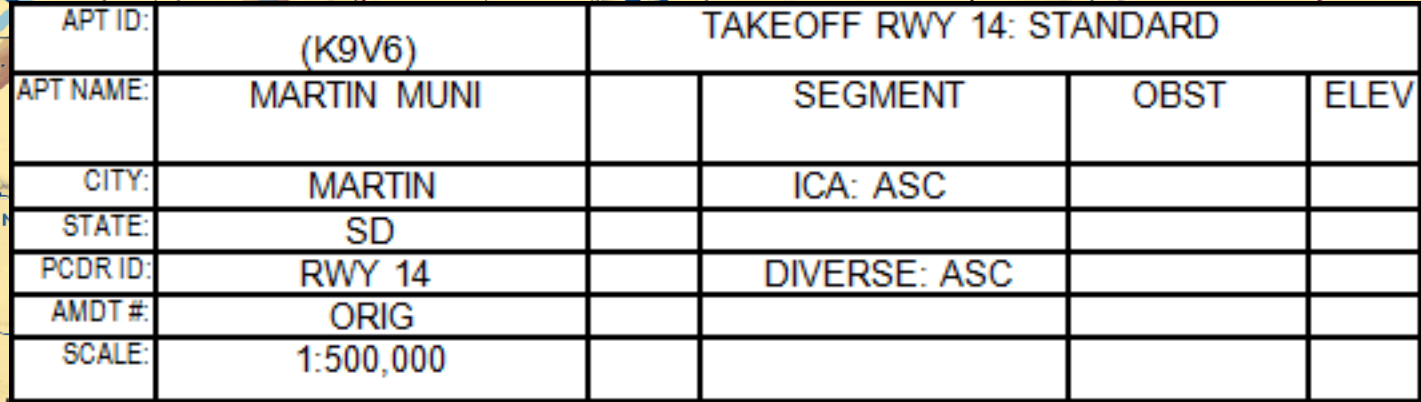 APT ID: (K9V6) TAKEOFF RWY 14: STANDARD
APT NAME: MARTIN MUNI SEGMENT OBST ELEV
CITY: MARTIN ICA: ASC
STATE: SD
PCDR ID: RWY 14 DIVERSE: ASC
AMDT #: ORIG
SCALE: 1:500,000